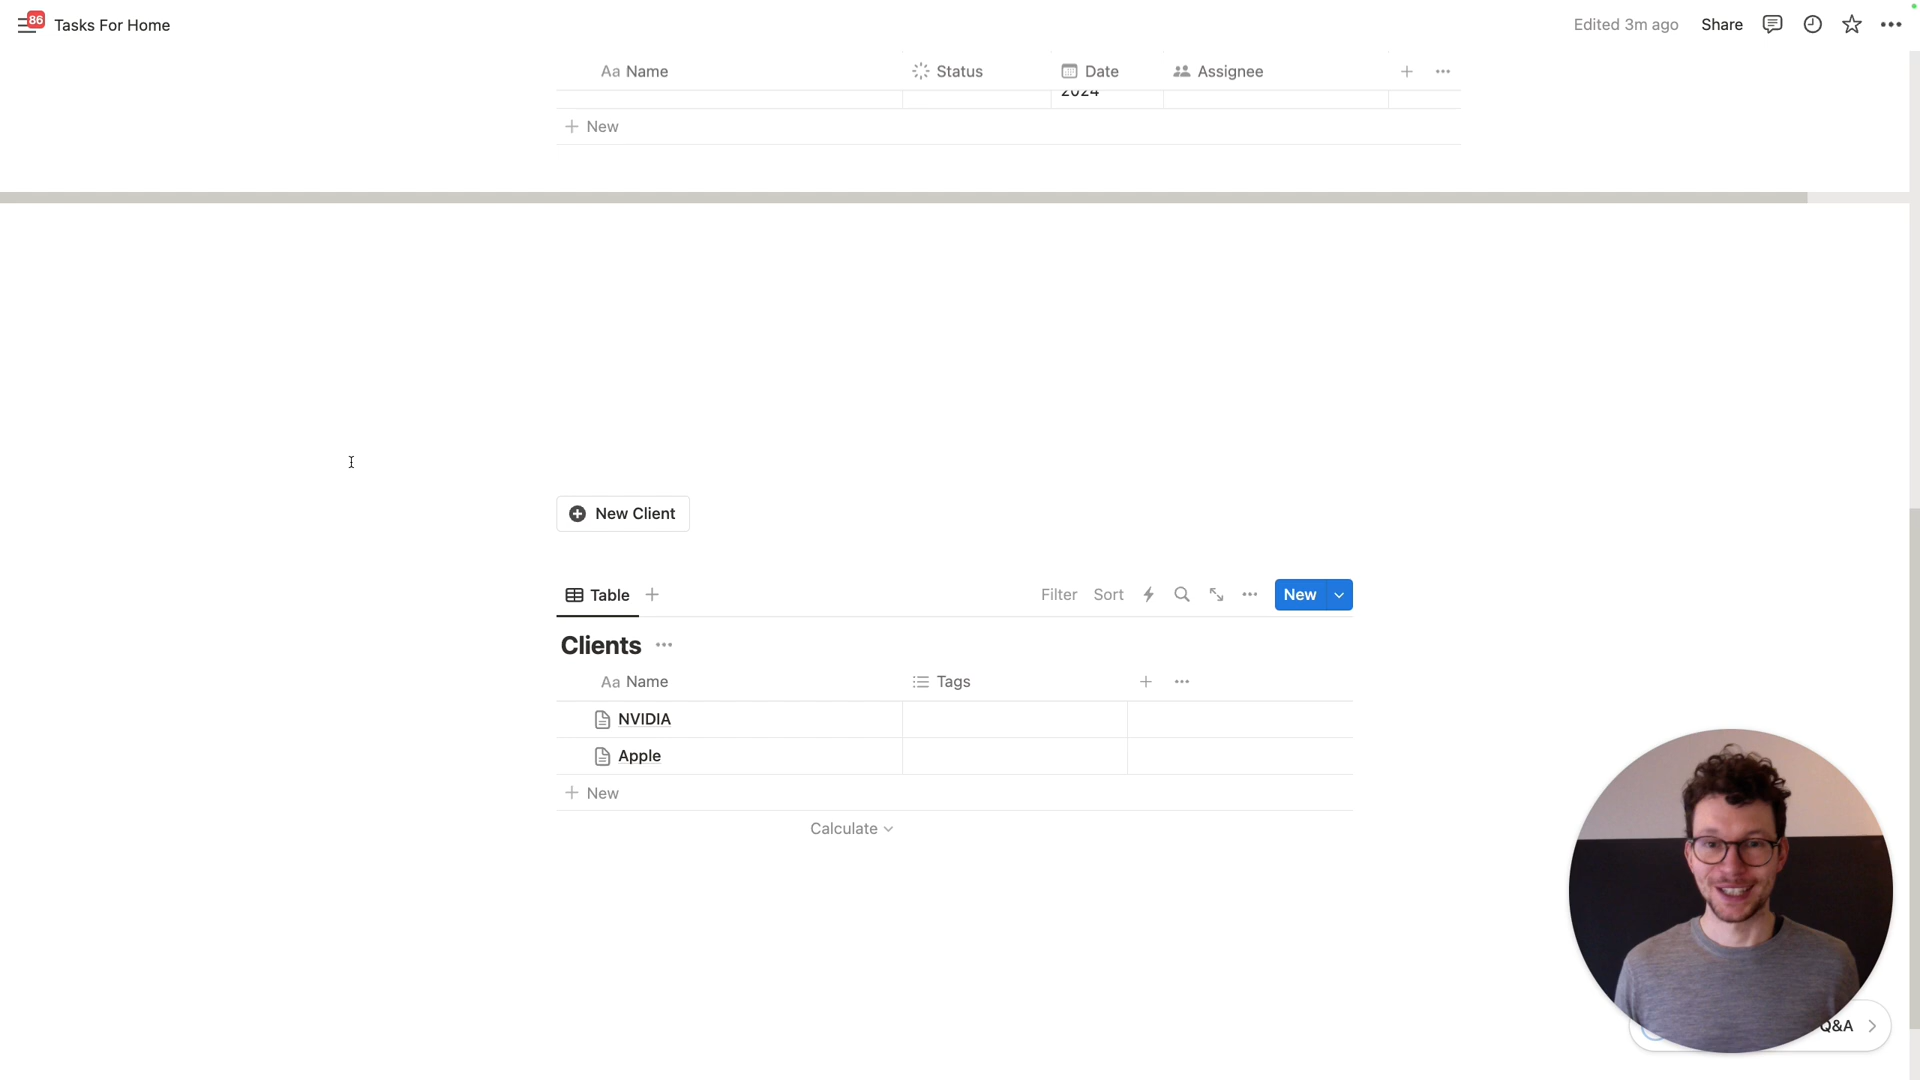 86 Tasks For Home Edited 3m ago Share
Aa Name Status Date Assignee
2024
New
New Client
Table Filter Sort New
Clients
Aa Name Tags
NVIDIA
Apple
New
Calculate
Q&A